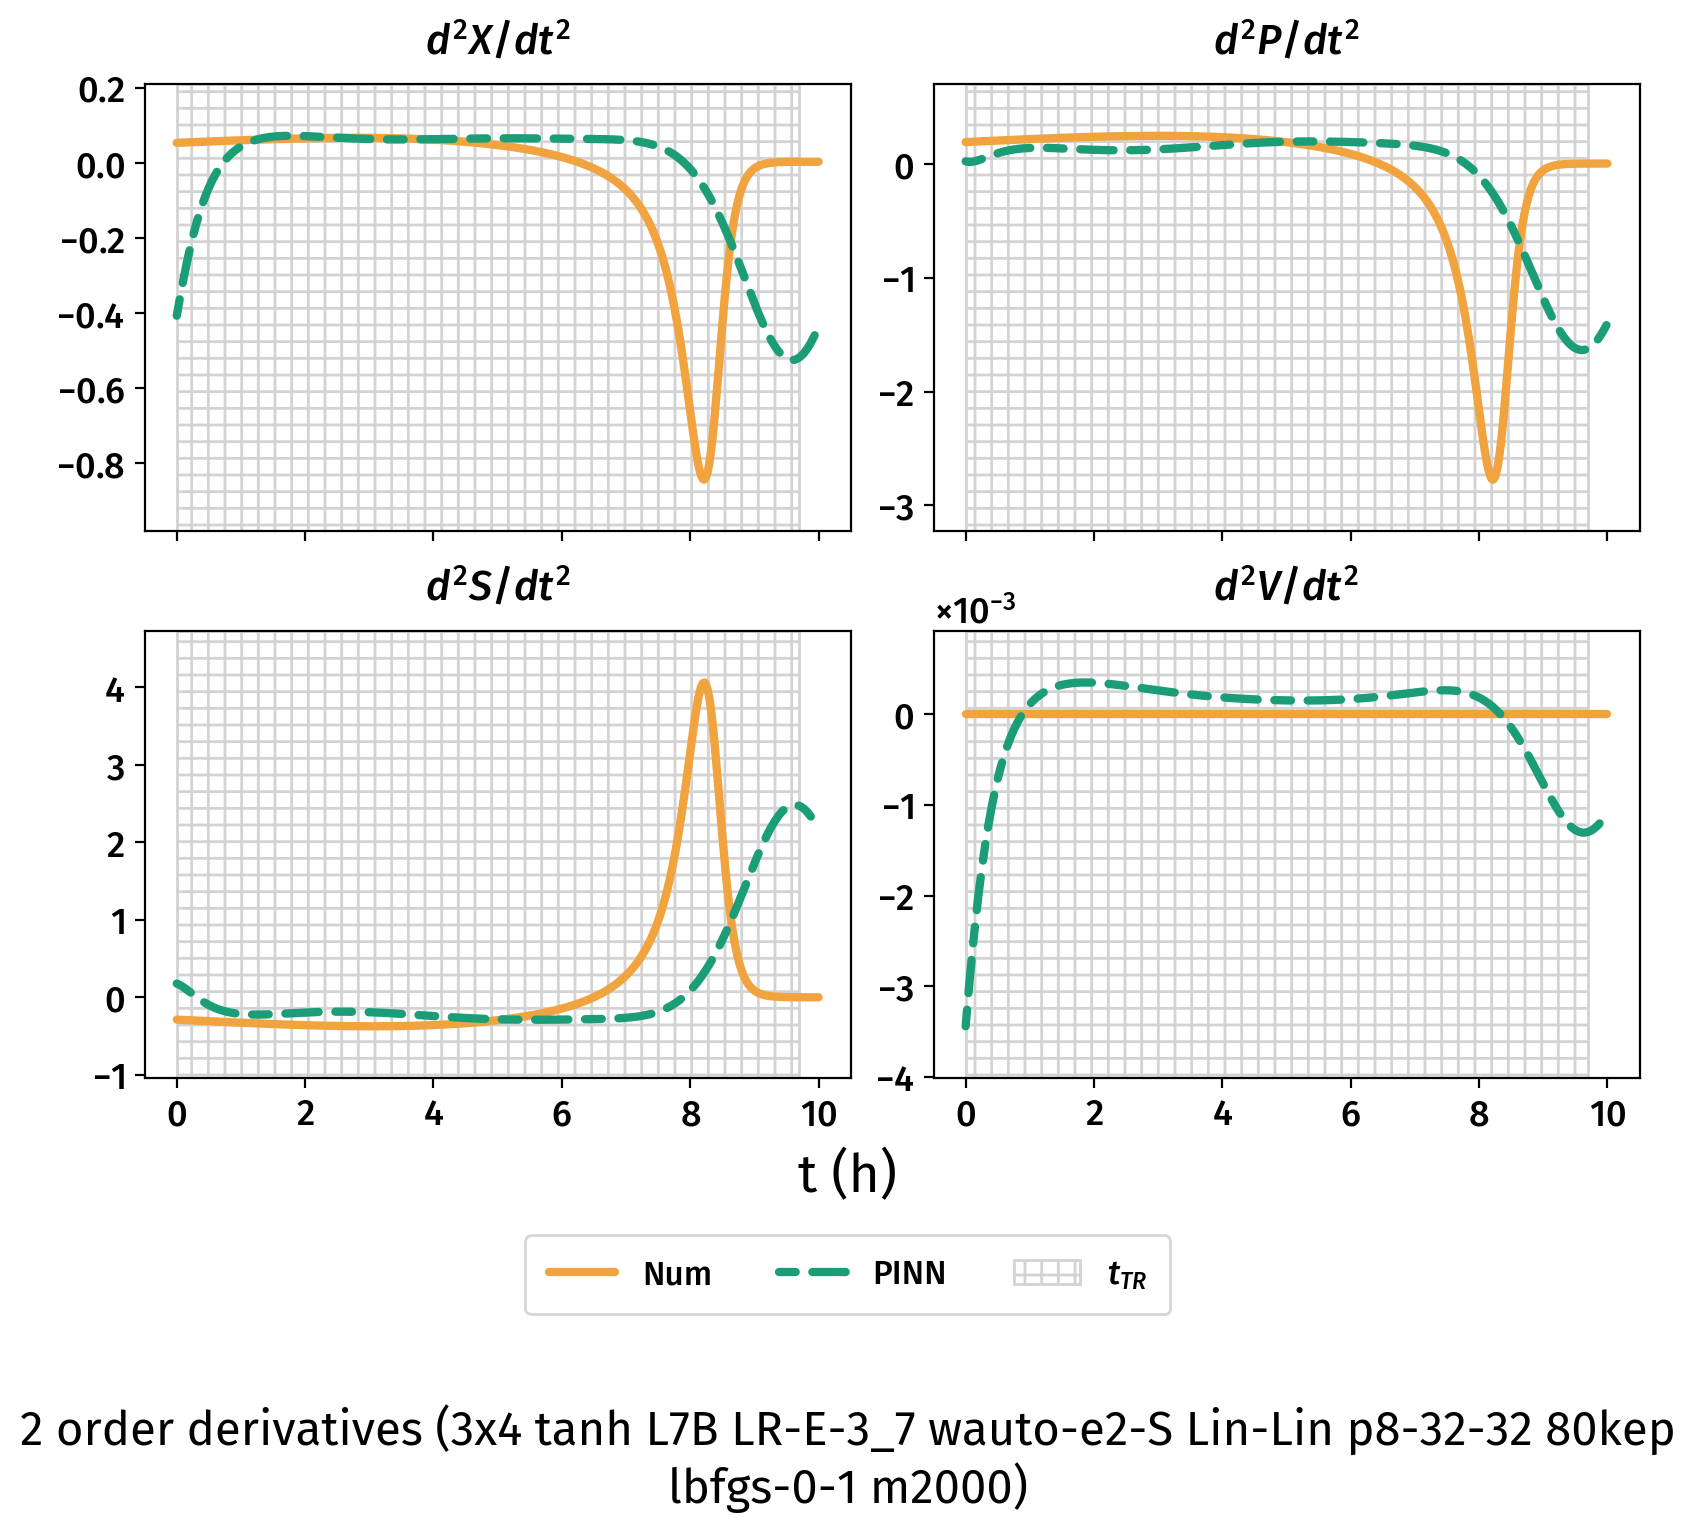 d²X/dt²
d²P/dt²
0.2
0.0
−0.2
−0.4
−0.6
−0.8
0
−1
−2
−3
d²S/dt²
d²V/dt²
×10⁻³
4
3
2
1
0
−1
0
−1
−2
−3
−4
0 2 4 6 8 10
0 2 4 6 8 10
t (h)
Num PINN t_TR
2 order derivatives (3x4 tanh L7B LR-E-3_7 wauto-e2-S Lin-Lin p8-32-32 80kep
lbfgs-0-1 m2000)